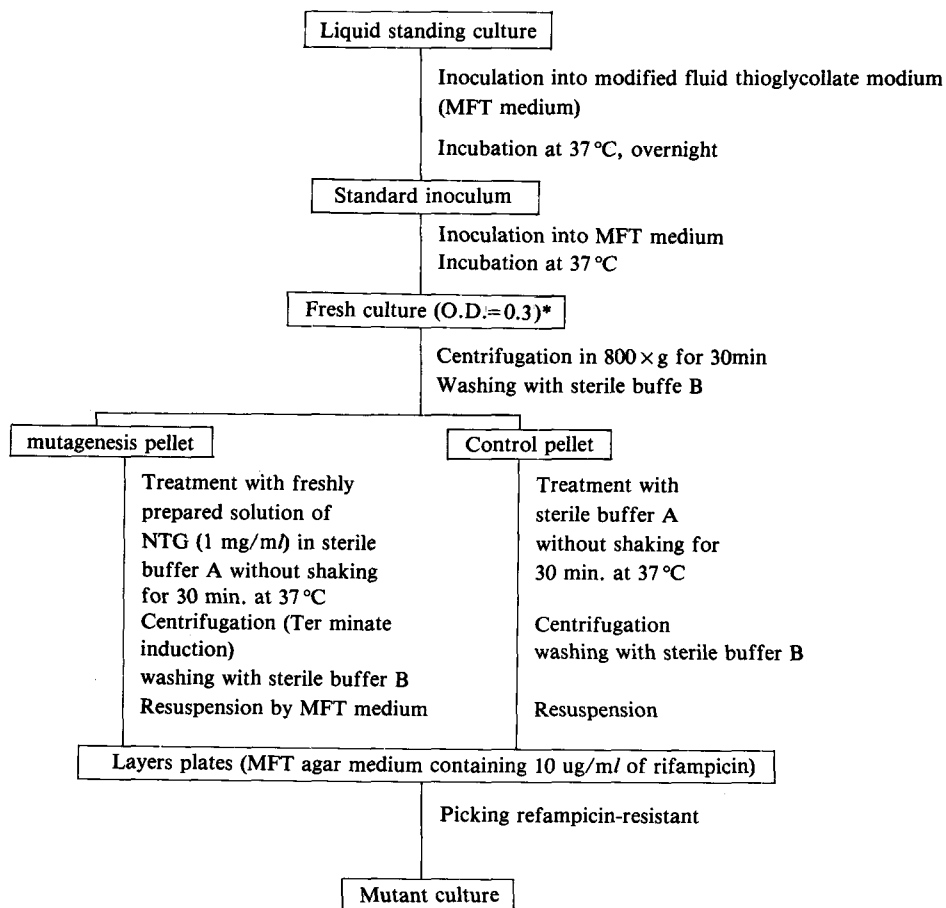 Liquid standing culture
Inoculation into modified fluid thioglycollate modium
(MFT medium)
Incubation at 37 °C, overnight
Standard inoculum
Inoculation into MFT medium
Incubation at 37 °C
Fresh culture (O.D.=0.3)*
Centrifugation in 800 × g for 30min
Washing with sterile buffe B
mutagenesis pellet
Treatment with freshly
prepared solution of
NTG (1 mg/ml) in sterile
buffer A without shaking
for 30 min. at 37 °C
Centrifugation (Ter minate
induction)
washing with sterile buffer B
Resuspension by MFT medium
Control pellet
Treatment with
sterile buffer A
without shaking for
30 min. at 37 °C
Centrifugation
washing with sterile buffer B
Resuspension
Layers plates (MFT agar medium containing 10 ug/ml of rifampicin)
Picking refampicin-resistant
Mutant culture